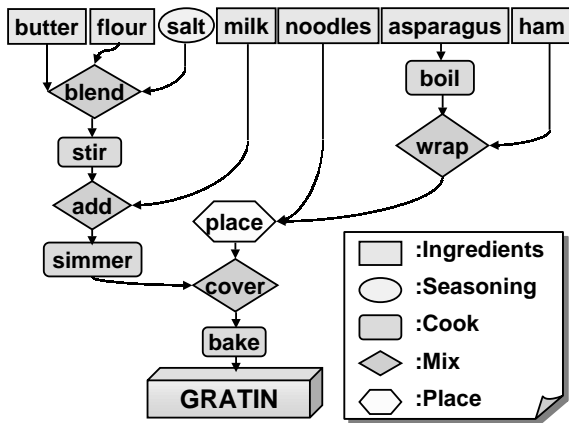 butter flour salt milk noodles asparagus ham
blend
boil
stir
wrap
add
place
simmer
cover
bake
GRATIN
:Ingredients
:Seasoning
:Cook
:Mix
:Place